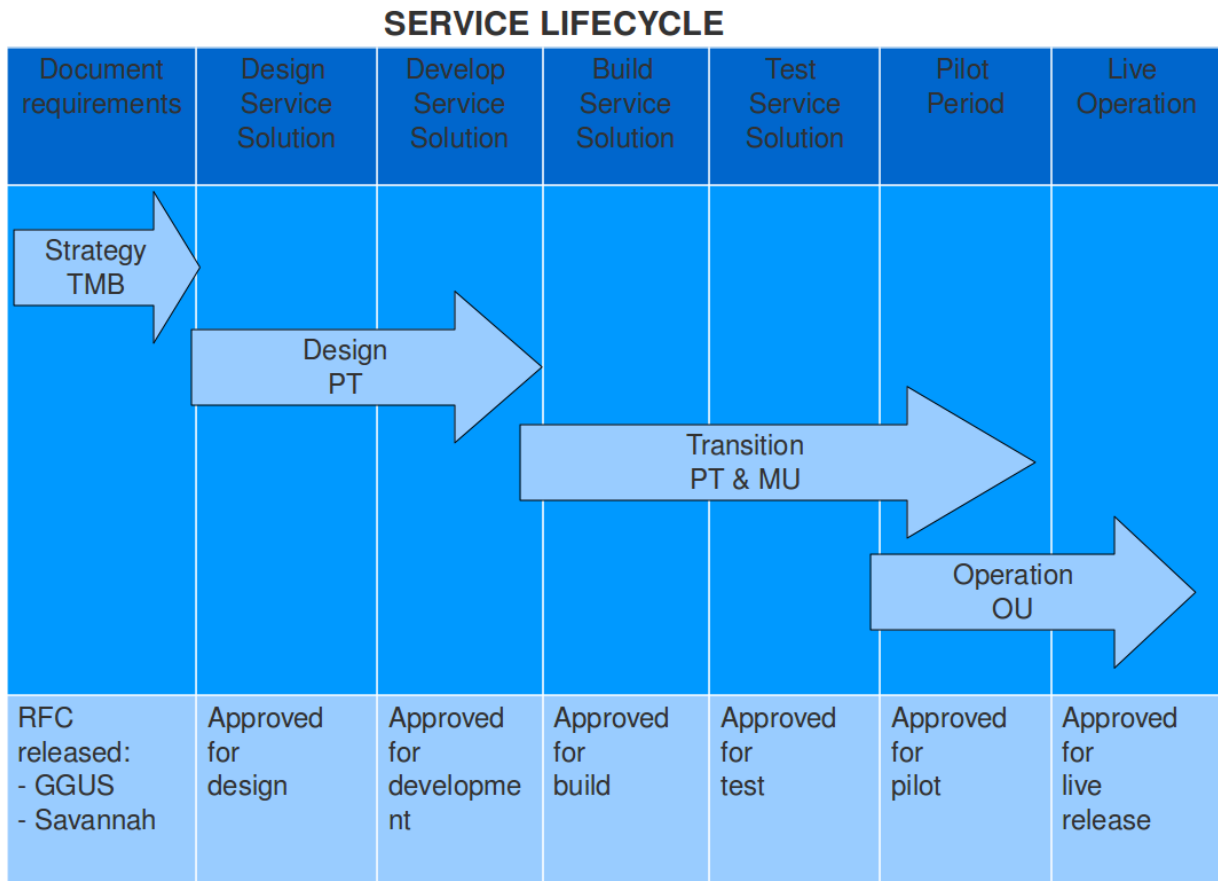 SERVICE LIFECYCLE
Document
requirements
Design
Service
Solution
Develop
Service
Solution
Build
Service
Solution
Test
Service
Solution
Pilot
Period
Live
Operation
Strategy
TMB
Design
PT
Transition
PT & MU
Operation
OU
RFC
released:
- GGUS
- Savannah
Approved
for
design
Approved
for
developme
nt
Approved
for
build
Approved
for
test
Approved
for
pilot
Approved
for
live
release